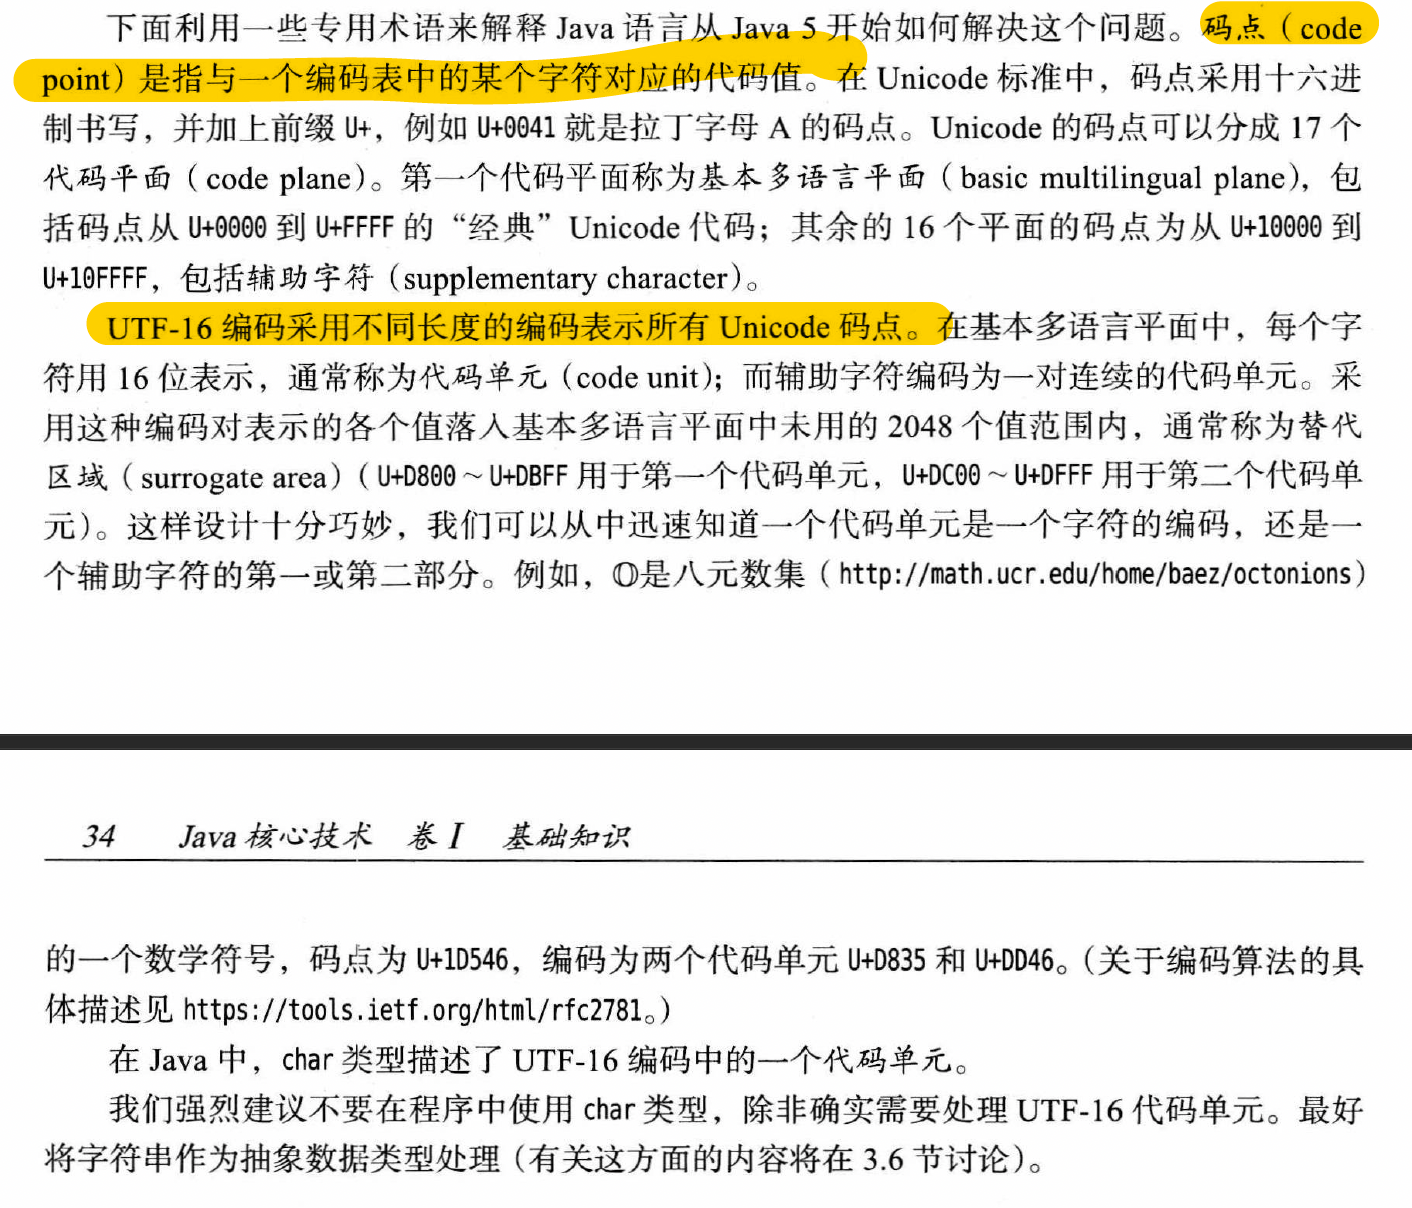 下面利用一些专用术语来解释 Java 语言从 Java 5 开始如何解决这个问题。码点（code
point）是指与一个编码表中的某个字符对应的代码值。在 Unicode 标准中，码点采用十六进
制书写，并加上前缀 U+，例如 U+0041 就是拉丁字母 A 的码点。Unicode 的码点可以分成 17 个
代码平面（code plane）。第一个代码平面称为基本多语言平面（basic multilingual plane），包
括码点从 U+0000 到 U+FFFF 的“经典”Unicode 代码；其余的 16 个平面的码点为从 U+10000 到
U+10FFFF，包括辅助字符（supplementary character）。
UTF-16 编码采用不同长度的编码表示所有 Unicode 码点。在基本多语言平面中，每个字
符用 16 位表示，通常称为代码单元（code unit）；而辅助字符编码为一对连续的代码单元。采
用这种编码对表示的各个值落入基本多语言平面中未用的 2048 个值范围内，通常称为替代
区域（surrogate area）（U+D800 ~ U+DBFF 用于第一个代码单元，U+DC00 ~ U+DFFF 用于第二个代码单
元）。这样设计十分巧妙，我们可以从中迅速知道一个代码单元是一个字符的编码，还是一
个辅助字符的第一或第二部分。例如，𝕆是八元数集（http://math.ucr.edu/home/baez/octonions）
34 Java 核心技术 卷 I 基础知识
的一个数学符号，码点为 U+1D546，编码为两个代码单元 U+D835 和 U+DD46。（关于编码算法的具
体描述见 https://tools.ietf.org/html/rfc2781。）
在 Java 中，char 类型描述了 UTF-16 编码中的一个代码单元。
我们强烈建议不要在程序中使用 char 类型，除非确实需要处理 UTF-16 代码单元。最好
将字符串作为抽象数据类型处理（有关这方面的内容将在 3.6 节讨论）。